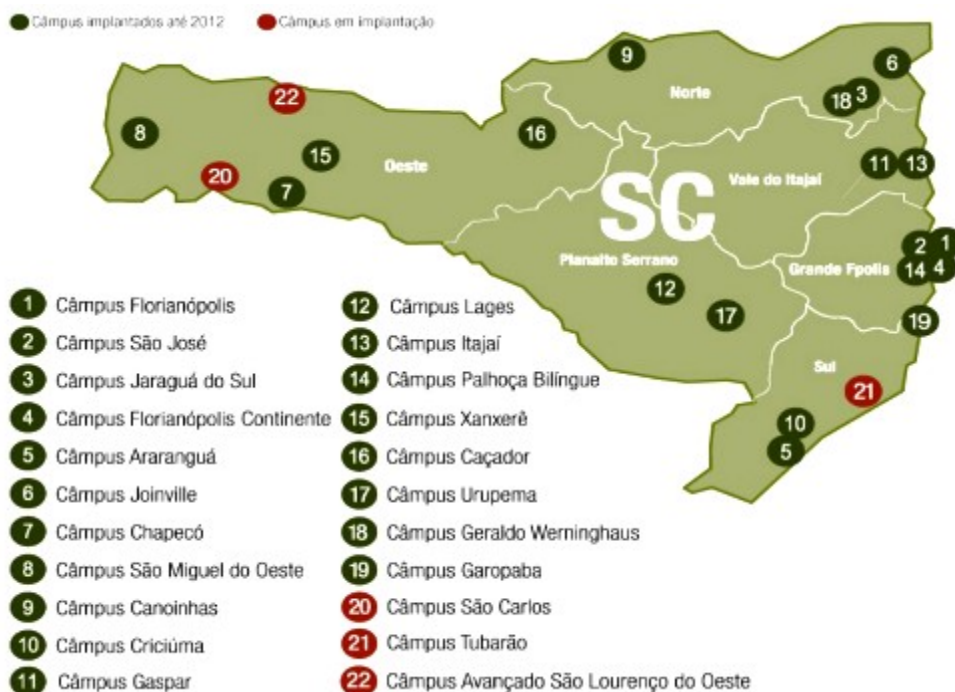 Câmpus implantados até 2012
Câmpus em implantação
9
6
Norte
3
18
22
8
16
15
Oeste
11
13
Vale do Itajaí
20
7
SC
2
1
Planalto Serrano
Grande Fpolis
14
4
12
17
19
Sul
21
10
5
1 Câmpus Florianópolis
2 Câmpus São José
3 Câmpus Jaraguá do Sul
4 Câmpus Florianópolis Continente
5 Câmpus Araranguá
6 Câmpus Joinville
7 Câmpus Chapecó
8 Câmpus São Miguel do Oeste
9 Câmpus Canoinhas
10 Câmpus Criciúma
11 Câmpus Gaspar
12 Câmpus Lages
13 Câmpus Itajaí
14 Câmpus Palhoça Bilíngue
15 Câmpus Xanxerê
16 Câmpus Caçador
17 Câmpus Urupema
18 Câmpus Geraldo Werninghaus
19 Câmpus Garopaba
20 Câmpus São Carlos
21 Câmpus Tubarão
22 Câmpus Avançado São Lourenço do Oeste